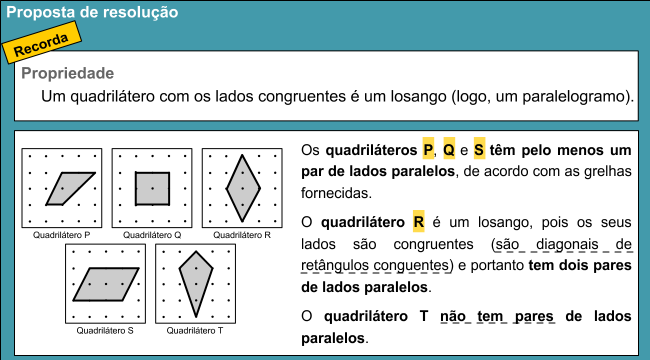 Proposta de resolução
Recorda
Propriedade
Um quadrilátero com os lados congruentes é um losango (logo, um paralelogramo).
Quadrilátero P
Quadrilátero Q
Quadrilátero R
Quadrilátero S
Quadrilátero T
Os quadriláteros P, Q e S têm pelo menos um
par de lados paralelos, de acordo com as grelhas
fornecidas.
O quadrilátero R é um losango, pois os seus
lados são congruentes (são diagonais de
retângulos conguentes) e portanto tem dois pares
de lados paralelos.
O quadrilátero T não tem pares de lados
paralelos.